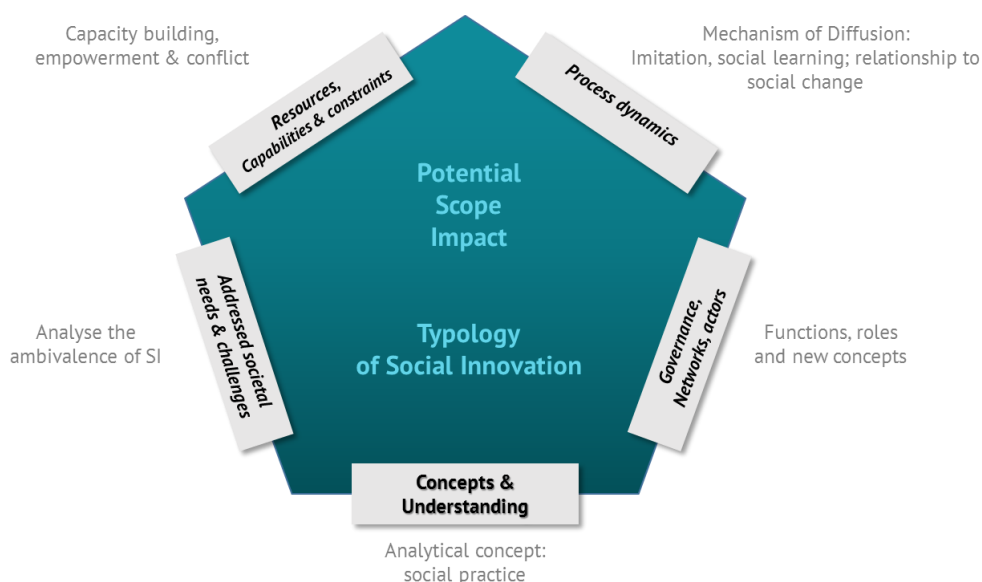 Capacity building,
empowerment & conflict
Mechanism of Diffusion:
Imitation, social learning; relationship to
social change
Resources,
Capabilities & constraints
Process dynamics
Potential
Scope
Impact
Addressed societal
needs & challenges
Governance,
Networks, actors
Analyse the
ambivalence of SI
Typology
of Social Innovation
Functions, roles
and new concepts
Concepts &
Understanding
Analytical concept:
social practice